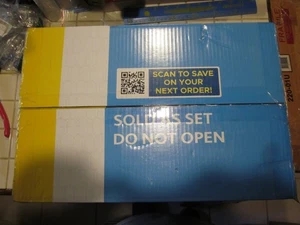 SCAN TO SAVE
ON YOUR
NEXT ORDER!
SOLD AS SET
DO NOT OPEN